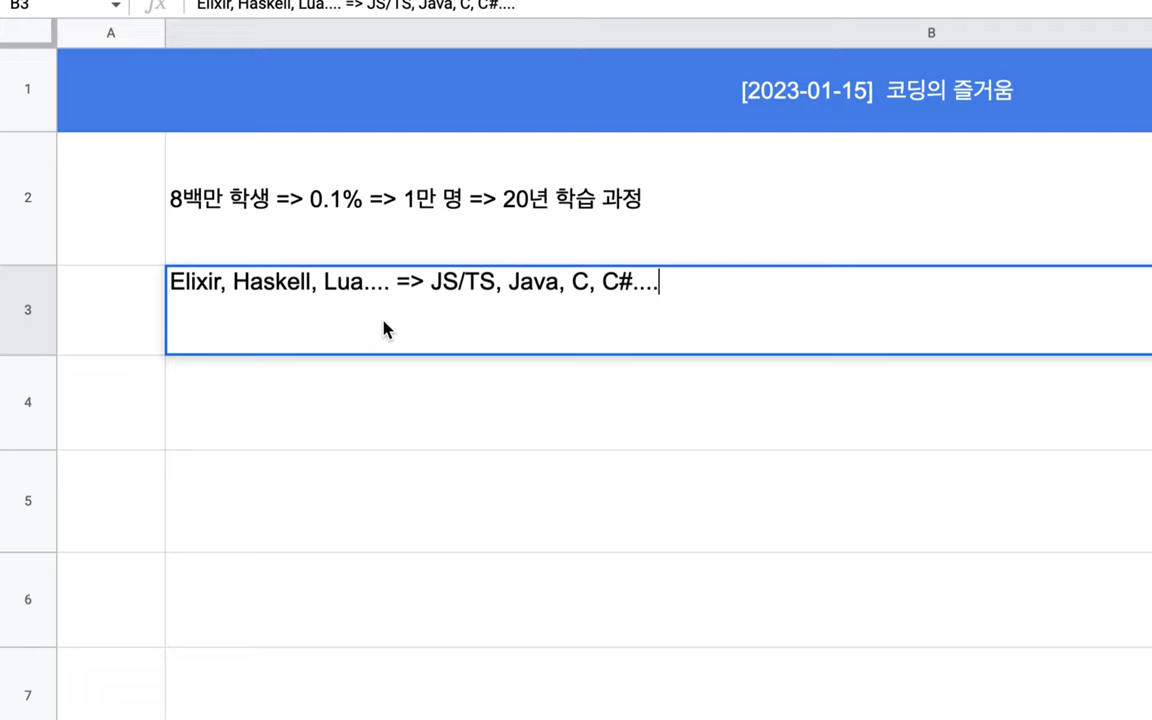 B3
fx
Elixir, Haskell, Lua.... => JS/TS, Java, C, C#....
A
B
1
[2023-01-15] 코딩의 즐거움
2
8백만 학생 => 0.1% => 1만 명 => 20년 학습 과정
3
Elixir, Haskell, Lua.... => JS/TS, Java, C, C#....
4
5
6
7